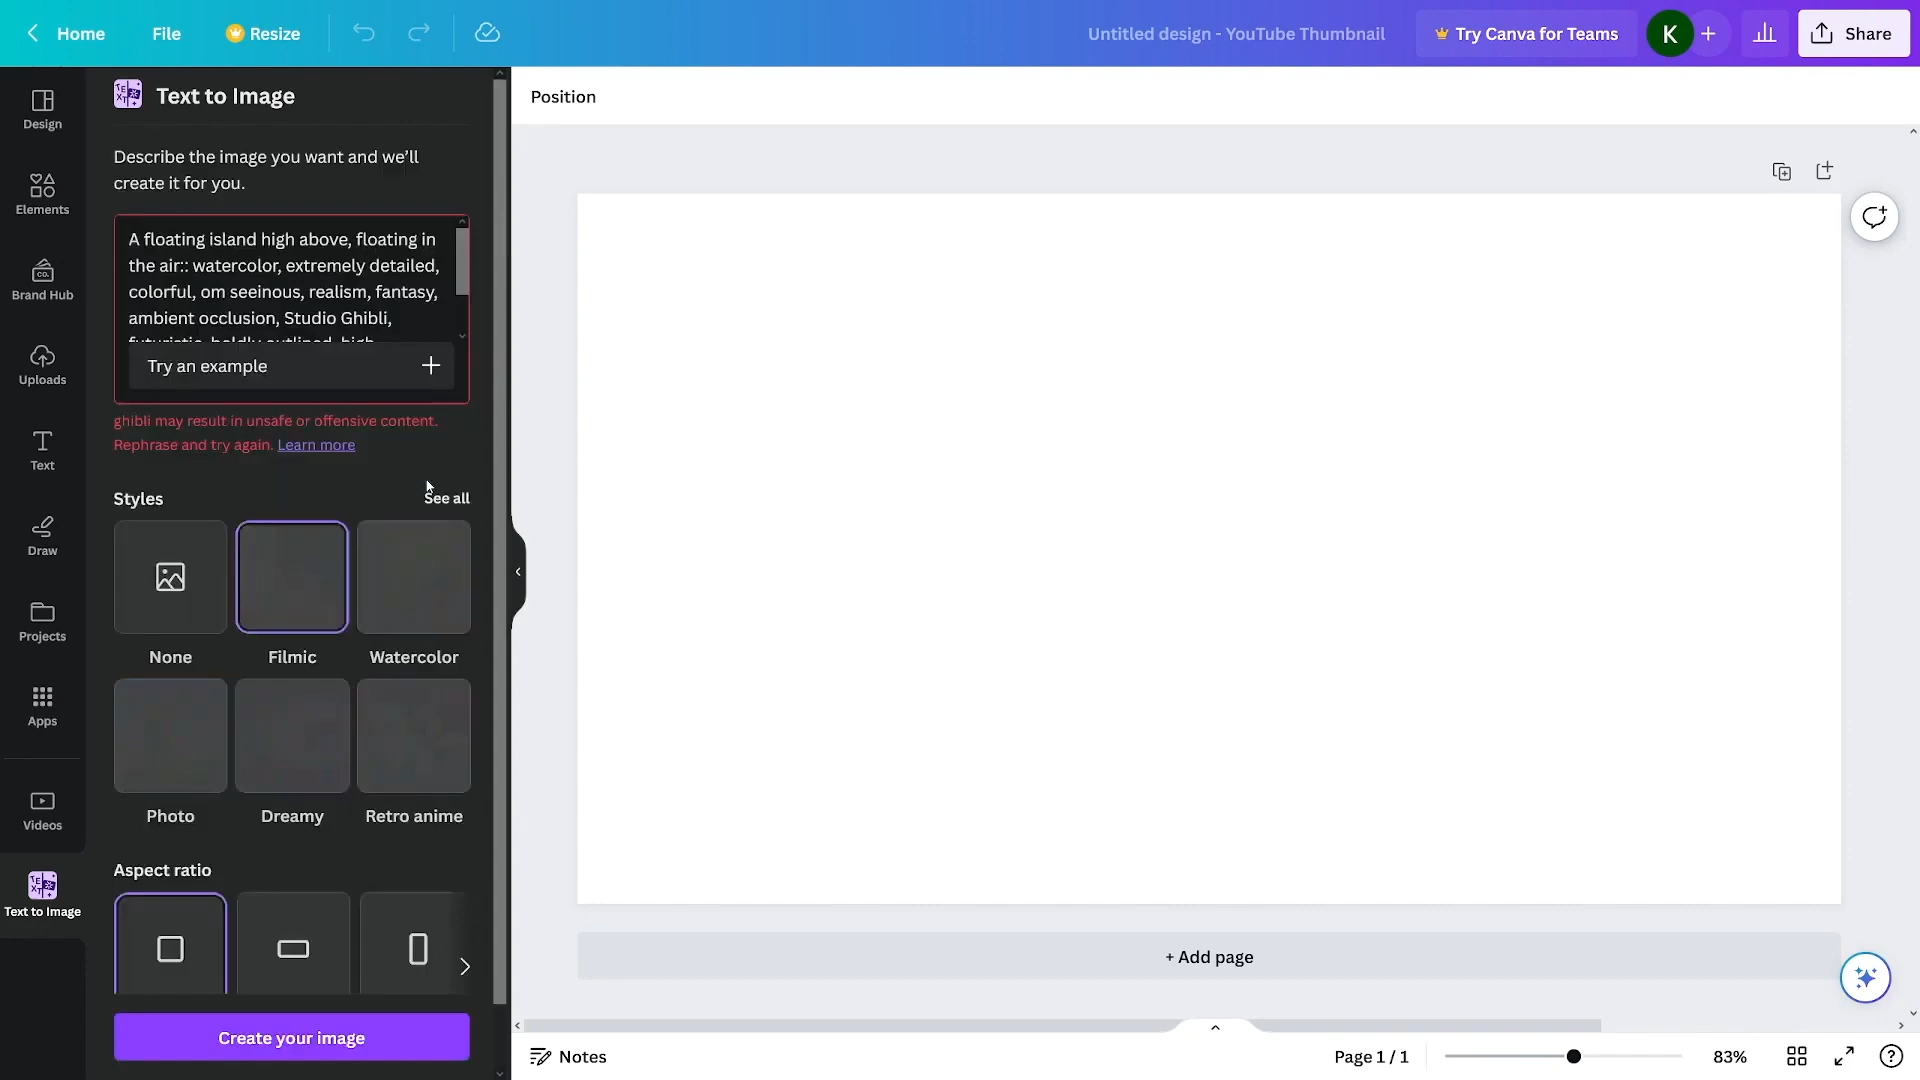 Home File Resize Untitled design - YouTube Thumbnail Try Canva for Teams K + Share
Text to Image
Describe the image you want and we'll
create it for you.
A floating island high above, floating in
the air:: watercolor, extremely detailed,
colorful, om seeinous, realism, fantasy,
ambient occlusion, Studio Ghibli,
Try an example +
ghibli may result in unsafe or offensive content.
Rephrase and try again. Learn more
Styles See all
None Filmic Watercolor
Photo Dreamy Retro anime
Aspect ratio
Create your image
Design
Elements
CO.
Brand Hub
Uploads
Text
Draw
Projects
Apps
Videos
Text to Image
Position
+ Add page
Notes Page 1 / 1 83% ?